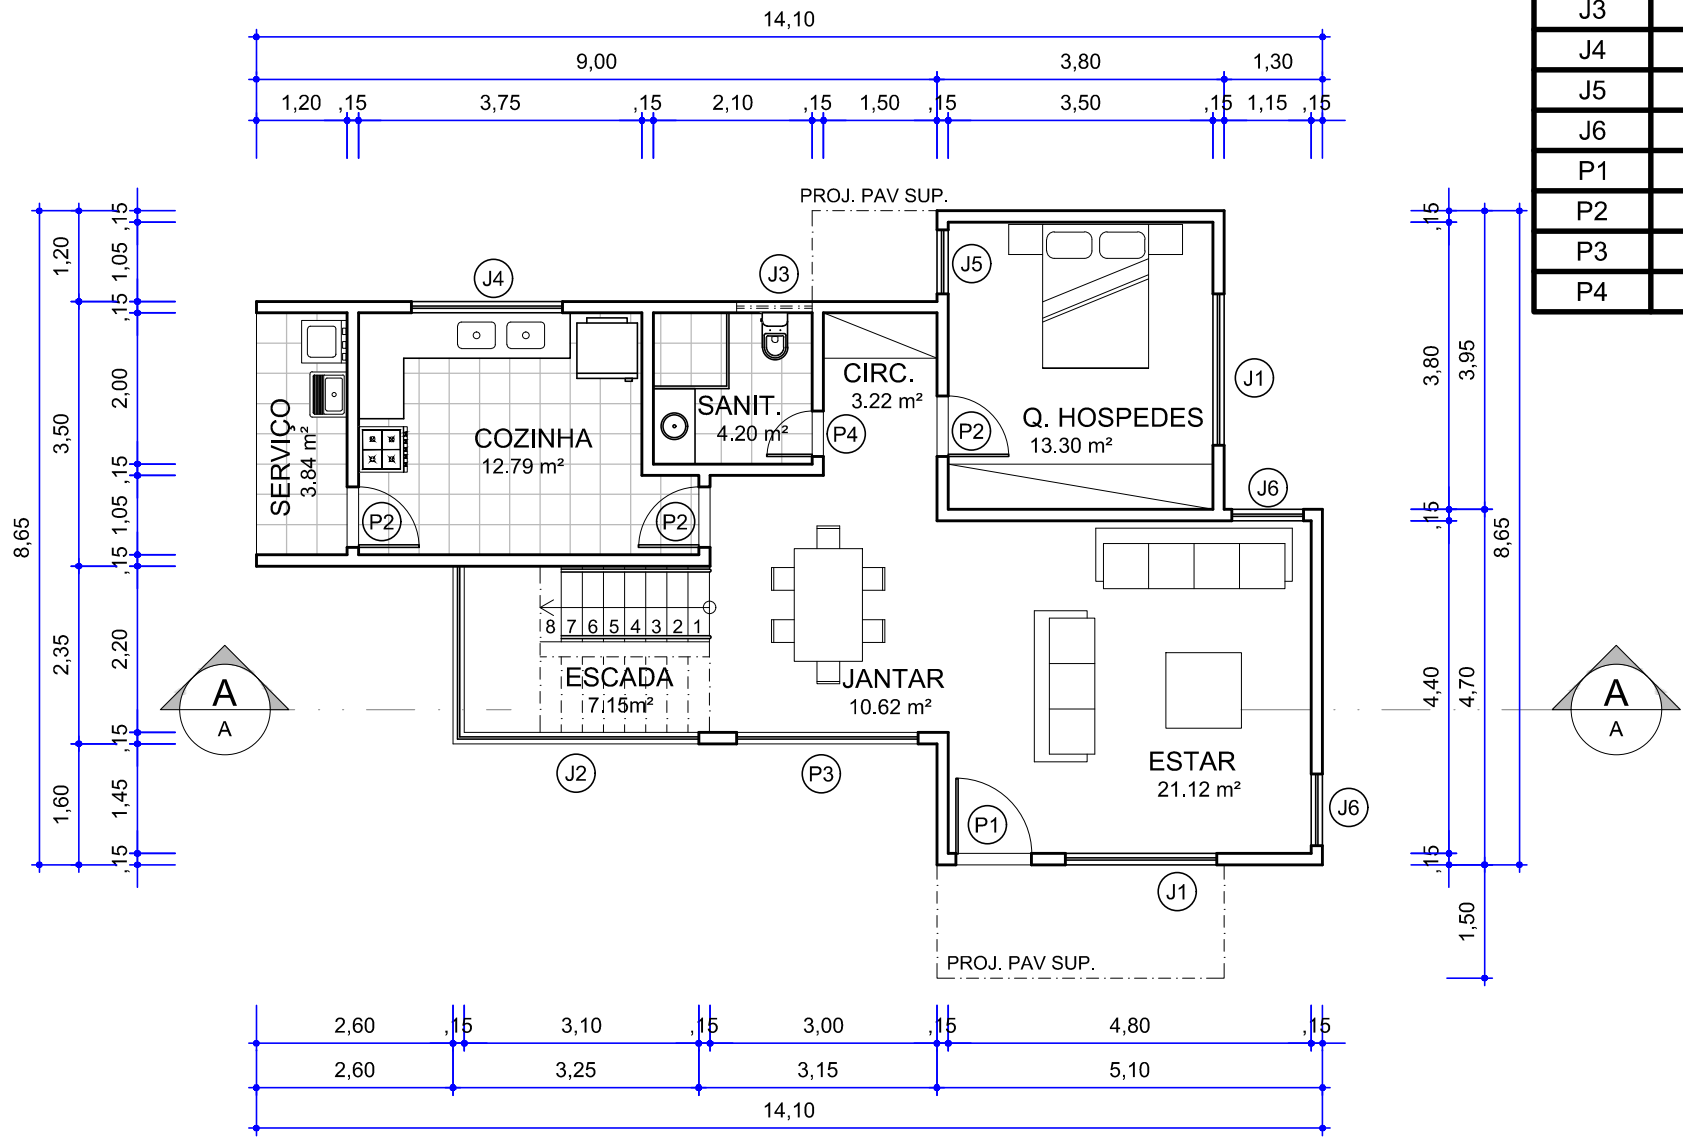 14,10
9,00
3,80
1,30
1,20
,15
3,75
,15
2,10
,15
1,50
,15
3,50
,15
1,15
,15
J3
J4
J5
J6
P1
P2
P3
P4
PROJ. PAV SUP.
8,65
1,20
3,50
2,35
1,60
,15
1,05
,15
2,00
,15
1,05
,15
2,20
,15
1,45
,15
J4
J3
J5
J1
J6
SERVIÇO
3.84 m²
COZINHA
12.79 m²
SANIT.
4.20 m²
CIRC.
3.22 m²
Q. HOSPEDES
13.30 m²
P4
P2
P2
P2
8 7 6 5 4 3 2 1
ESCADA
7.15m²
JANTAR
10.62 m²
ESTAR
21.12 m²
A
A
A
A
J2
P3
P1
J6
J1
PROJ. PAV SUP.
,15
3,80
,15
4,40
,15
3,95
4,70
1,50
8,65
2,60
,15
3,10
,15
3,00
,15
4,80
,15
2,60
3,25
3,15
5,10
14,10